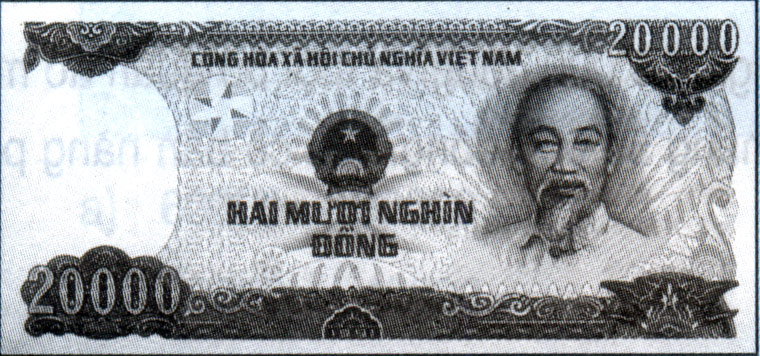 CỘNG HÒA XÃ HỘI CHỦ NGHĨA VIỆT NAM
20000
HAI MƯƠI NGHÌN
ĐỒNG
20000